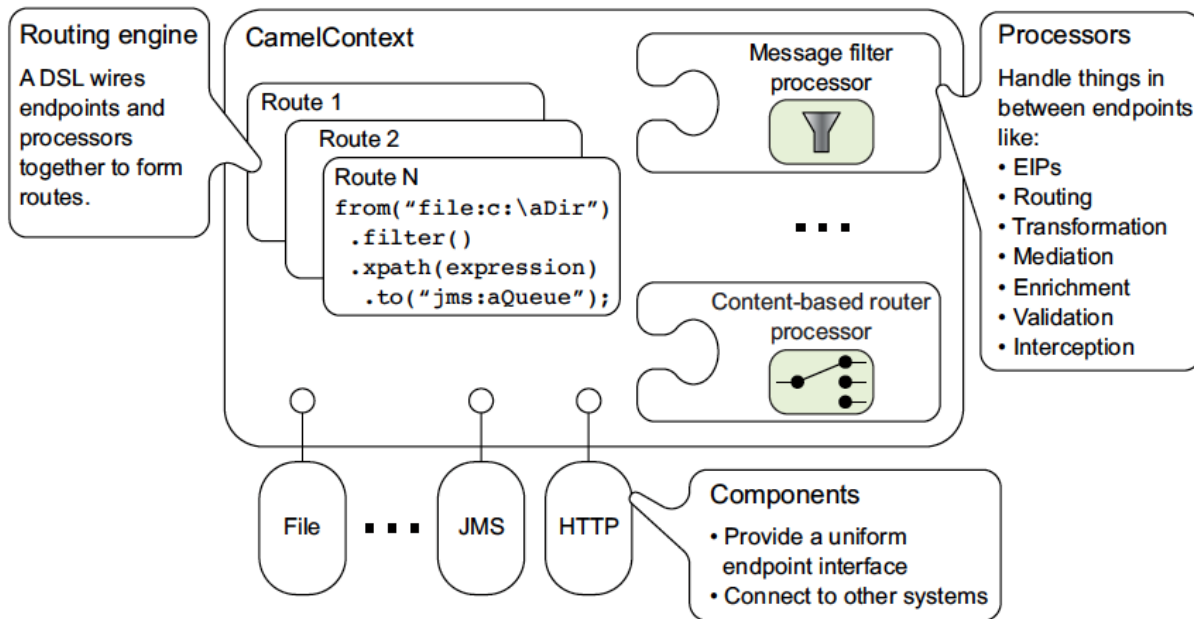 Routing engine
A DSL wires
endpoints and
processors
together to form
routes.
CamelContext
Route 1
Route 2
Route N
from(“file:c:\aDir”)
.filter()
.xpath(expression)
.to(“jms:aQueue”);
Message filter
processor
Content-based router
processor
Processors
Handle things in
between endpoints
like:
• EIPs
• Routing
• Transformation
• Mediation
• Enrichment
• Validation
• Interception
File
JMS
HTTP
Components
• Provide a uniform
endpoint interface
• Connect to other systems